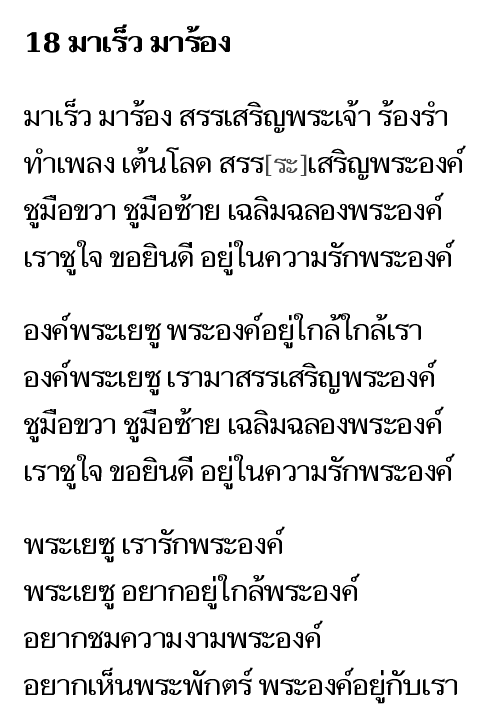 18 มาเร็ว มาร้อง
มาเร็ว มาร้อง สรรเสริญพระเจ้า ร้องรำ
ทำเพลง เต้นโลด สรร[ระ]เสริญพระองค์
ชูมือขวา ชูมือซ้าย เฉลิมฉลองพระองค์
เราชูใจ ขอยินดี อยู่ในความรักพระองค์
องค์พระเยซู พระองค์อยู่ใกล้ใกล้เรา
องค์พระเยซู เรามาสรรเสริญพระองค์
ชูมือขวา ชูมือซ้าย เฉลิมฉลองพระองค์
เราชูใจ ขอยินดี อยู่ในความรักพระองค์
พระเยซู เรารักพระองค์
พระเยซู อยากอยู่ใกล้พระองค์
อยากชมความงามพระองค์
อยากเห็นพระพักตร์ พระองค์อยู่กับเรา